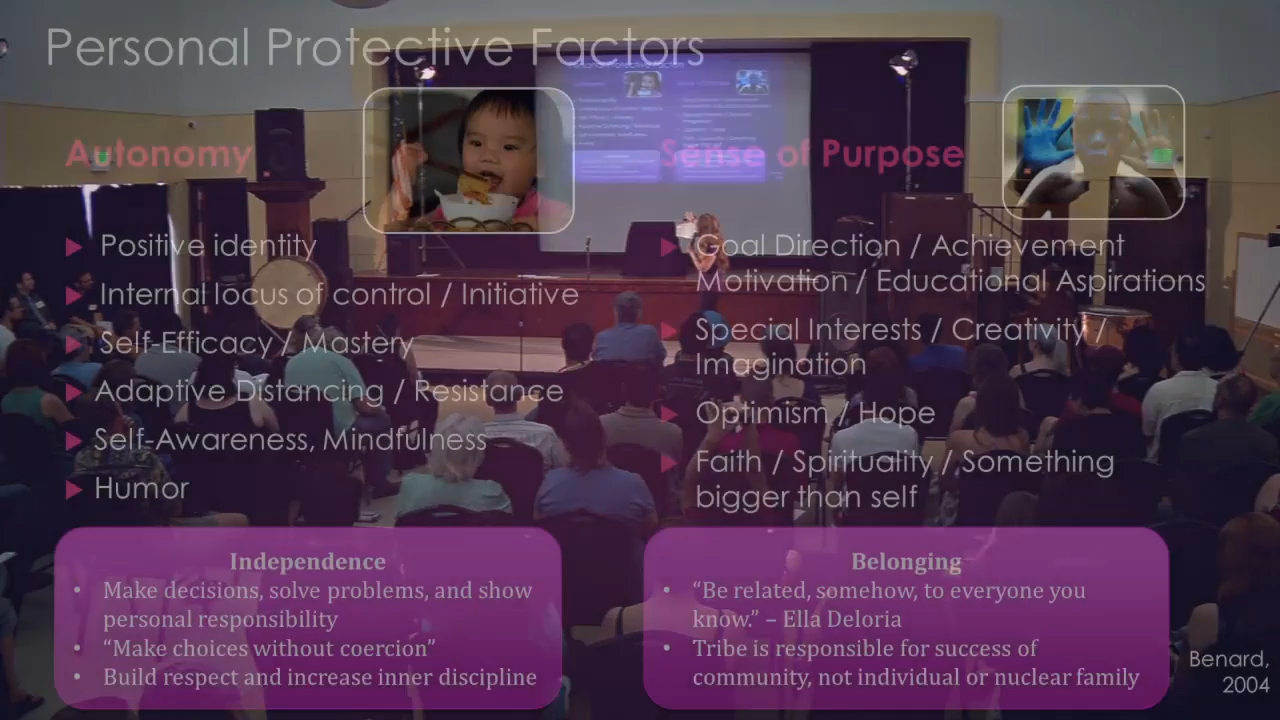 Personal Protective Factors
Autonomy
Positive identity
Internal locus of control / Initiative
Self-Efficacy / Mastery
Adaptive Distancing / Resistance
Self-Awareness, Mindfulness
Humor
Independence
• Make decisions, solve problems, and show
personal responsibility
• “Make choices without coercion”
• Build respect and increase inner discipline
Sense of Purpose
Goal Direction / Achievement
Motivation / Educational Aspirations
Special Interests / Creativity /
Imagination
Optimism / Hope
Faith / Spirituality / Something
bigger than self
Belonging
• “Be related, somehow, to everyone you
know.” – Ella Deloria
• Tribe is responsible for success of
community, not individual or nuclear family
Benard,
2004